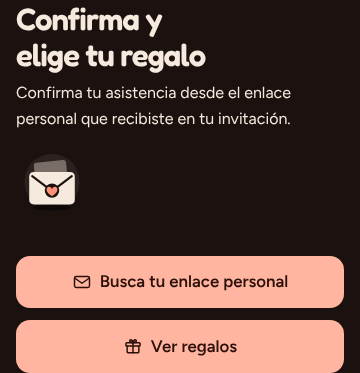 Confirma y
elige tu regalo
Confirma tu asistencia desde el enlace
personal que recibiste en tu invitación.
Busca tu enlace personal
Ver regalos